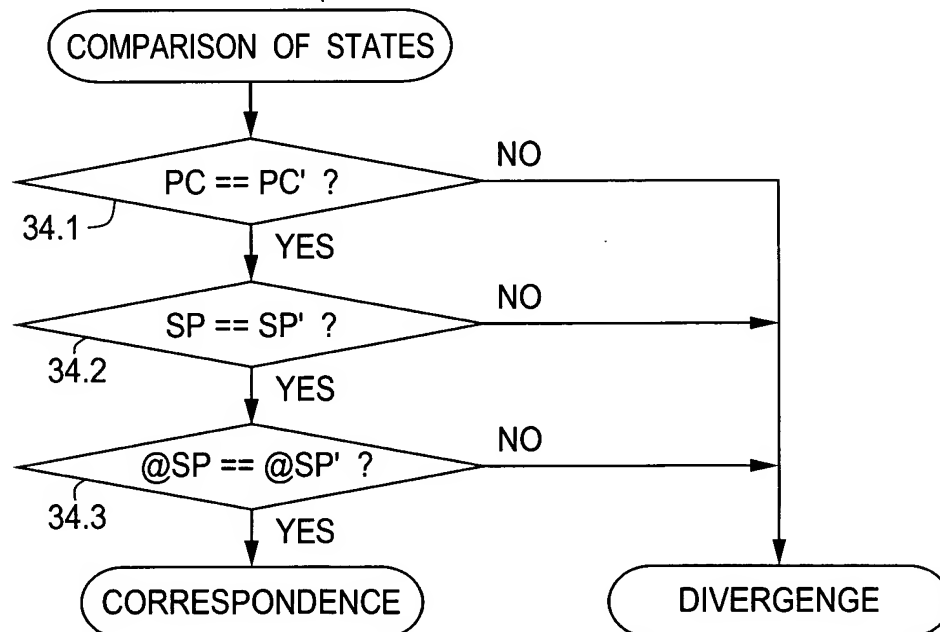 COMPARISON OF STATES
PC == PC' ?
NO
34.1
YES
SP == SP' ?
NO
34.2
YES
@SP == @SP' ?
NO
34.3
YES
CORRESPONDENCE
DIVERGENGE